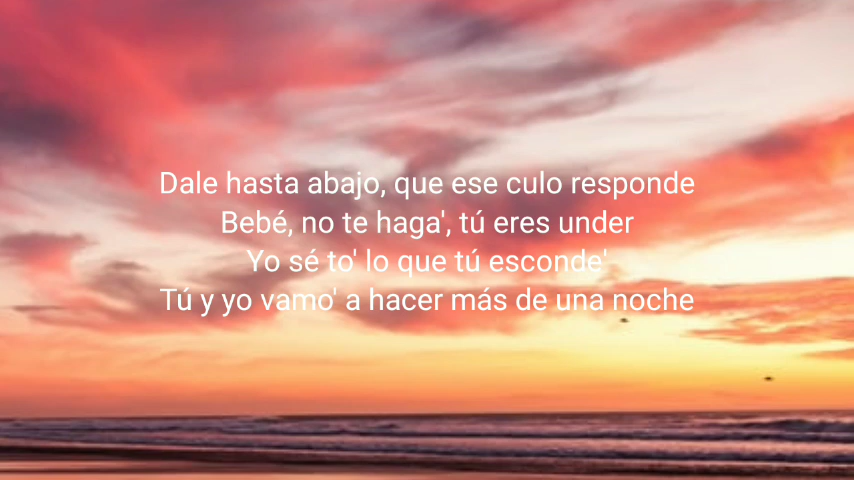 Dale hasta abajo, que ese culo responde
Bebé, no te haga', tú eres under
Yo sé to' lo que tú esconde'
Tú y yo vamo' a hacer más de una noche